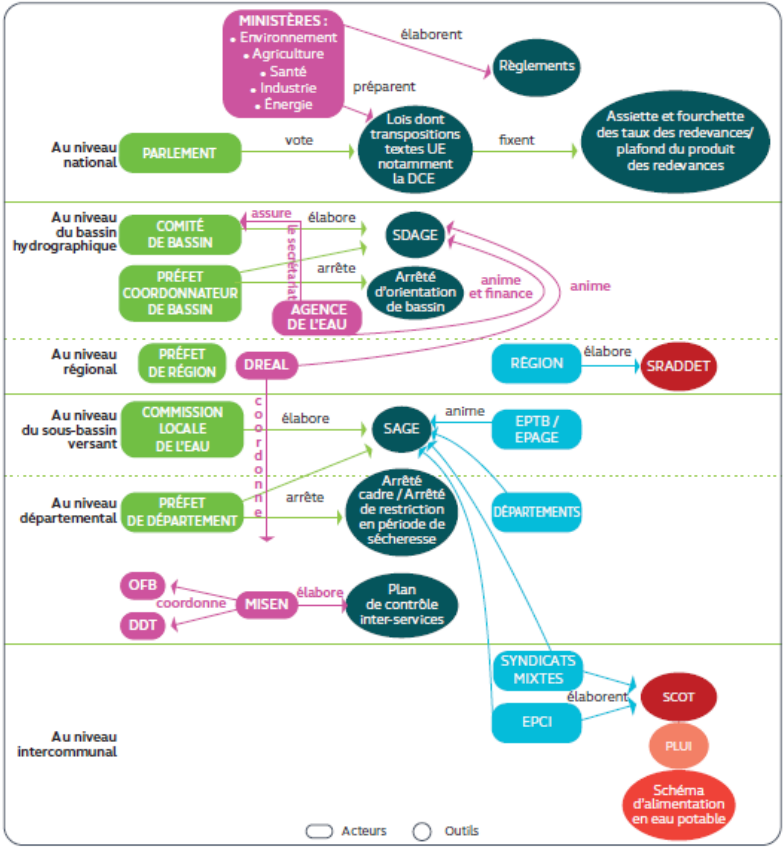 MINISTÈRES :
• Environnement
• Agriculture
• Santé
• Industrie
• Énergie
élaborent
Règlements
préparent
Au niveau
national
PARLEMENT
vote
Lois dont
transpositions
textes UE
notamment
la DCE
fixent
Assiette et fourchette
des taux des redevances/
plafond du produit
des redevances
Au niveau
du bassin
hydrographique
COMITÉ
DE BASSIN
assure
le secrétariat
élabore
SDAGE
PRÉFET
COORDONNATEUR
DE BASSIN
arrête
Arrêté
d'orientation
de bassin
AGENCE
DE L'EAU
anime
et finance
anime
Au niveau
régional
PRÉFET
DE RÉGION
DREAL
RÉGION
élabore
SRADDET
Au niveau
du sous-bassin
versant
COMMISSION
LOCALE
DE L'EAU
coordonne
élabore
SAGE
anime
EPTB /
EPAGE
Au niveau
départemental
PRÉFET
DE DÉPARTEMENT
arrête
Arrêté
cadre / Arrêté
de restriction
en période de
sécheresse
DÉPARTEMENTS
OFB
coordonne
DDT
MISEN
élabore
Plan
de contrôle
inter-services
Au niveau
intercommunal
SYNDICATS
MIXTES
élaborent
EPCI
SCOT
PLUI
Schéma
d'alimentation
en eau potable
Acteurs
Outils